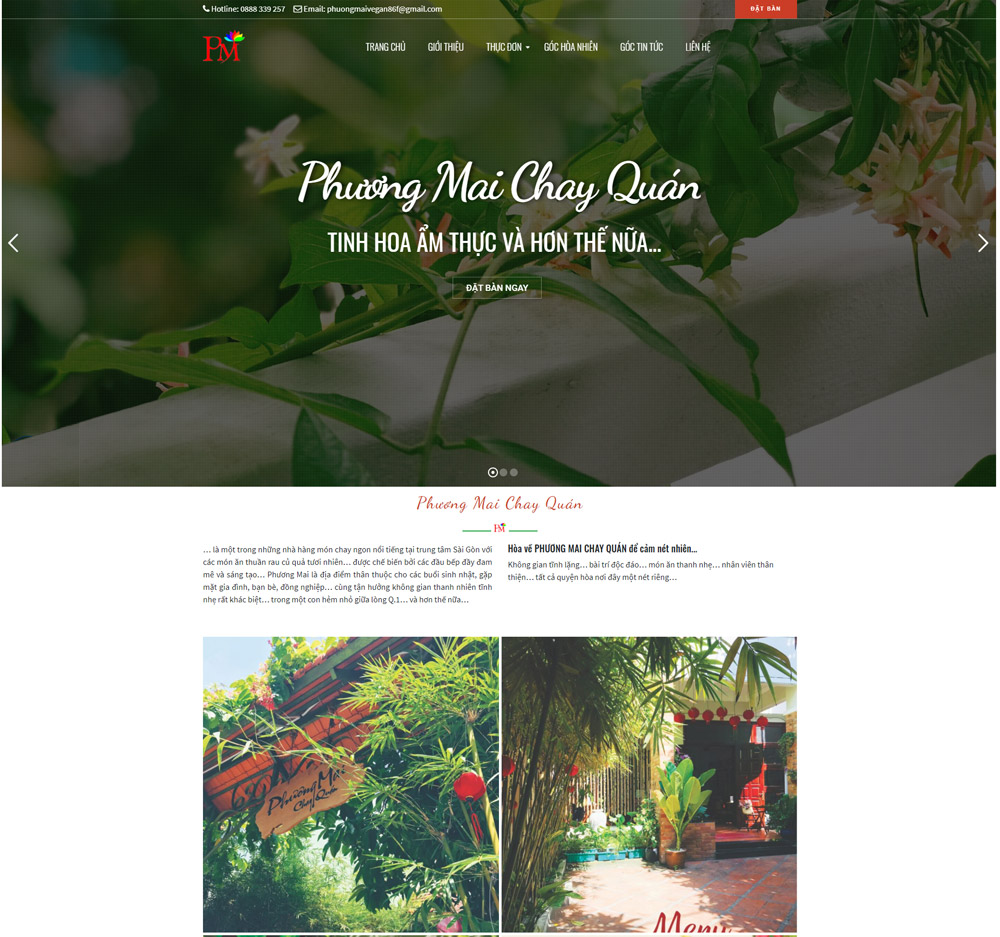 Hotline: 0888 339 257 Email: phuongmaivegan86f@gmail.com ĐẶT BÀN
PM
TRANG CHỦ GIỚI THIỆU THỰC ĐƠN GÓC HÒA NHIÊN GÓC TIN TỨC LIÊN HỆ
Phương Mai Chay Quán
TINH HOA ẨM THỰC VÀ HƠN THẾ NỮA...
ĐẶT BÀN NGAY
Phương Mai Chay Quán
PM
… là một trong những nhà hàng món chay ngon nổi tiếng tại trung tâm Sài Gòn với
các món ăn thuần rau củ quả tươi nhiên… được chế biến bởi các đầu bếp đầy đam
mê và sáng tạo… Phương Mai là địa điểm thân thuộc cho các buổi sinh nhật, gặp
mặt gia đình, bạn bè, đồng nghiệp… cùng tận hưởng không gian thanh nhiên tĩnh
nhẹ rất khác biệt… trong một con hẻm nhỏ giữa lòng Q.1… và hơn thế nữa…
Hòa về PHƯƠNG MAI CHAY QUÁN để cảm nét nhiên…
Không gian tĩnh lặng… bài trí độc đáo… món ăn thanh nhẹ… nhân viên thân
thiện… tất cả quyện hòa nơi đây một nét riêng…
Phương Mai
Chay Quán
Menu